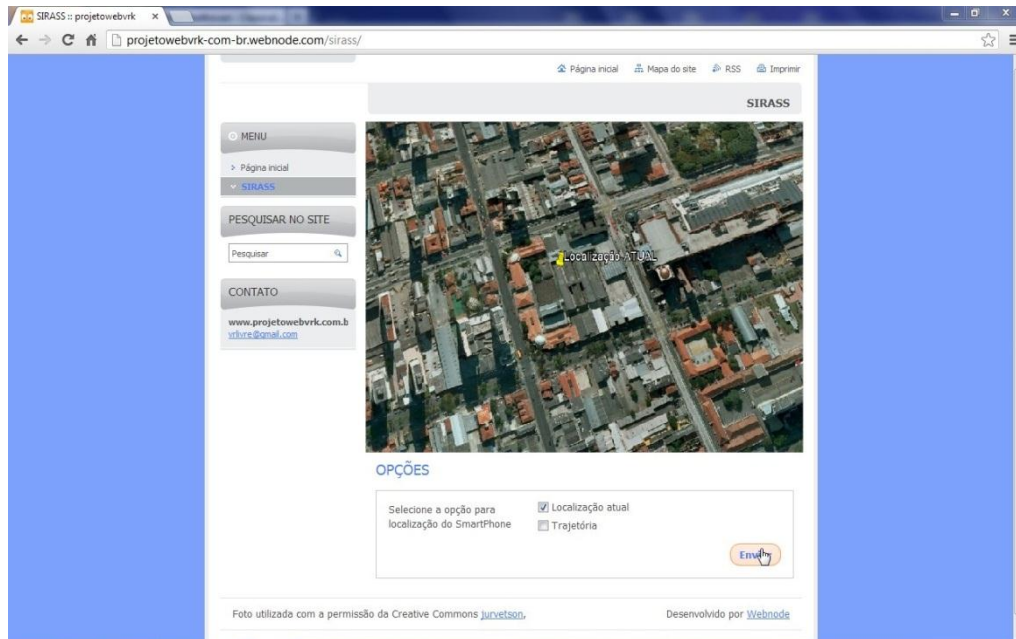 SIRASS :: projetowebvrk
projetowebvrk-com-br.webnode.com/sirass/
Página inicial Mapa do site RSS Imprimir
SIRASS
MENU
Página inicial
SIRASS
PESQUISAR NO SITE
Pesquisar
CONTATO
www.projetowebvrk.com.b
vrlivre@gmail.com
Localização ATUAL
OPÇÕES
Selecione a opção para
localização do SmartPhone
Localização atual
Trajetória
Foto utilizada com a permissão da Creative Commons jurvetson. Desenvolvido por Webnode